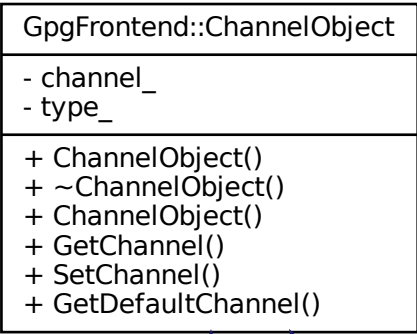 GpgFrontend::ChannelObject
- channel_
- type_
+ ChannelObject()
+ ~ChannelObject()
+ ChannelObject()
+ GetChannel()
+ SetChannel()
+ GetDefaultChannel()